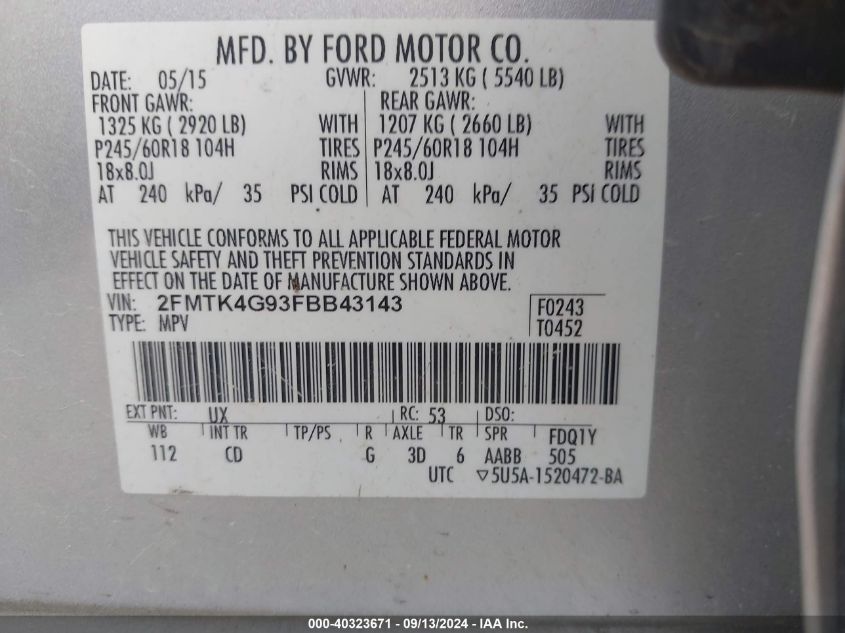 MFD. BY FORD MOTOR CO.
DATE: 05/15 GVWR: 2513 KG ( 5540 LB)
FRONT GAWR: REAR GAWR:
1325 KG ( 2920 LB) WITH 1207 KG ( 2660 LB) WITH
P245/60R18 104H TIRES P245/60R18 104H TIRES
18x8.0J RIMS 18x8.0J RIMS
AT 240 kPa/ 35 PSI COLD AT 240 kPa/ 35 PSI COLD
THIS VEHICLE CONFORMS TO ALL APPLICABLE FEDERAL MOTOR
VEHICLE SAFETY AND THEFT PREVENTION STANDARDS IN
EFFECT ON THE DATE OF MANUFACTURE SHOWN ABOVE.
VIN: 2FMTK4G93FBB43143 F0243
TYPE: MPV T0452
EXT PNT: UX RC: 53 DSO:
WB INT TR TP/PS R AXLE TR SPR FDQ1Y
112 CD G 3D 6 AABB 505
UTC ▽5U5A-1520472-BA
000-40323671 - 09/13/2024 - IAA Inc.